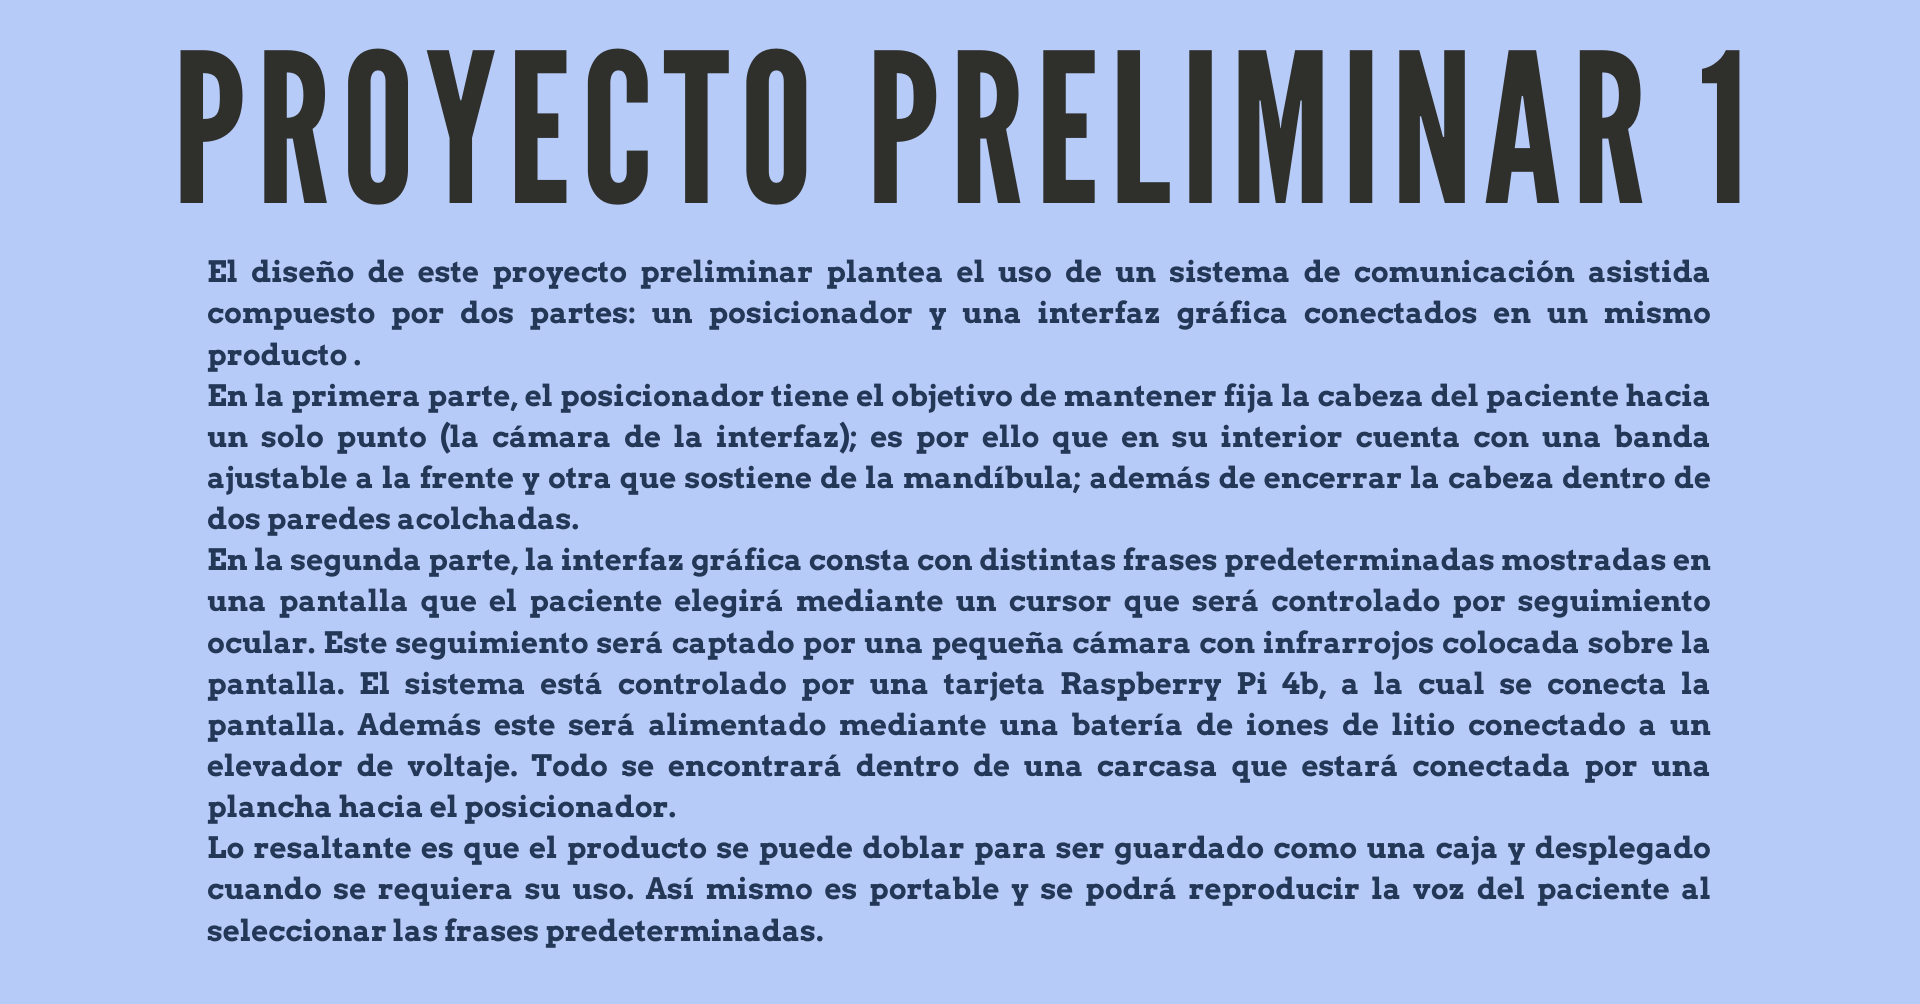 PROYECTO PRELIMINAR 1
El diseño de este proyecto preliminar plantea el uso de un sistema de comunicación asistida
compuesto por dos partes: un posicionador y una interfaz gráfica conectados en un mismo
producto .
En la primera parte, el posicionador tiene el objetivo de mantener fija la cabeza del paciente hacia
un solo punto (la cámara de la interfaz); es por ello que en su interior cuenta con una banda
ajustable a la frente y otra que sostiene de la mandíbula; además de encerrar la cabeza dentro de
dos paredes acolchadas.
En la segunda parte, la interfaz gráfica consta con distintas frases predeterminadas mostradas en
una pantalla que el paciente elegirá mediante un cursor que será controlado por seguimiento
ocular. Este seguimiento será captado por una pequeña cámara con infrarrojos colocada sobre la
pantalla. El sistema está controlado por una tarjeta Raspberry Pi 4b, a la cual se conecta la
pantalla. Además este será alimentado mediante una batería de iones de litio conectado a un
elevador de voltaje. Todo se encontrará dentro de una carcasa que estará conectada por una
plancha hacia el posicionador.
Lo resaltante es que el producto se puede doblar para ser guardado como una caja y desplegado
cuando se requiera su uso. Así mismo es portable y se podrá reproducir la voz del paciente al
seleccionar las frases predeterminadas.